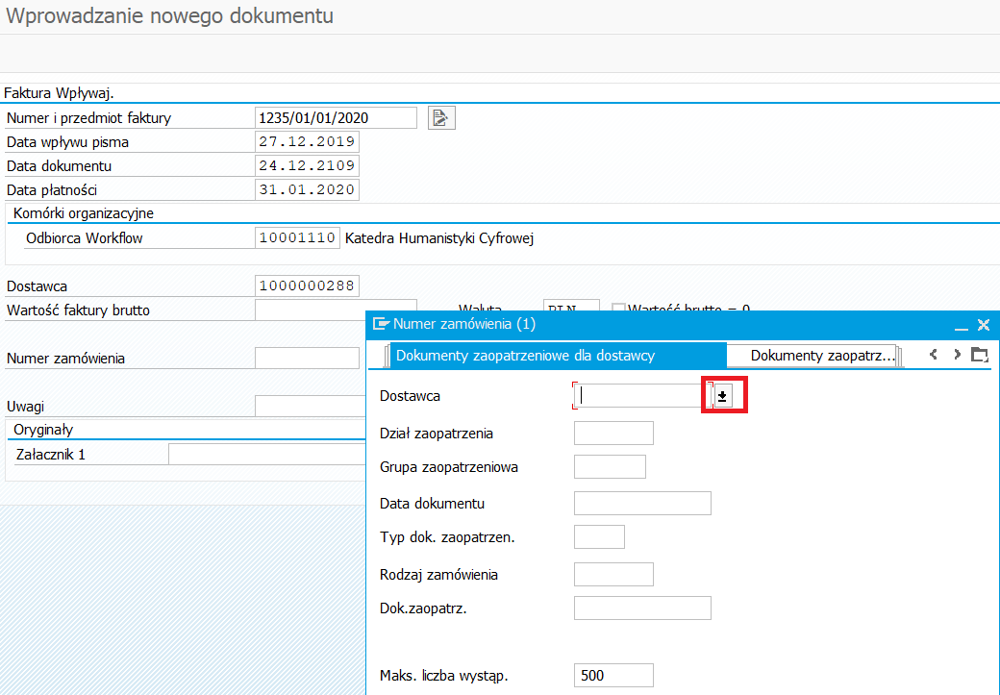 Wprowadzanie nowego dokumentu
Faktura Wpływaj.
Numer i przedmiot faktury 1235/01/01/2020
Data wpływu pisma 27.12.2019
Data dokumentu 24.12.2109
Data płatności 31.01.2020
Komórki organizacyjne
Odbiorca Workflow 10001110 Katedra Humanistyki Cyfrowej
Dostawca 1000000288
Wartość faktury brutto Waluta PLN Wartość brutto = 0
Numer zamówienia
Uwagi
Oryginały
Załacznik 1
Numer zamówienia (1)
Dokumenty zaopatrzeniowe dla dostawcy Dokumenty zaopatrz...
Dostawca
Dział zaopatrzenia
Grupa zaopatrzeniowa
Data dokumentu
Typ dok. zaopatrzen.
Rodzaj zamówienia
Dok.zaopatrz.
Maks. liczba wystąp. 500